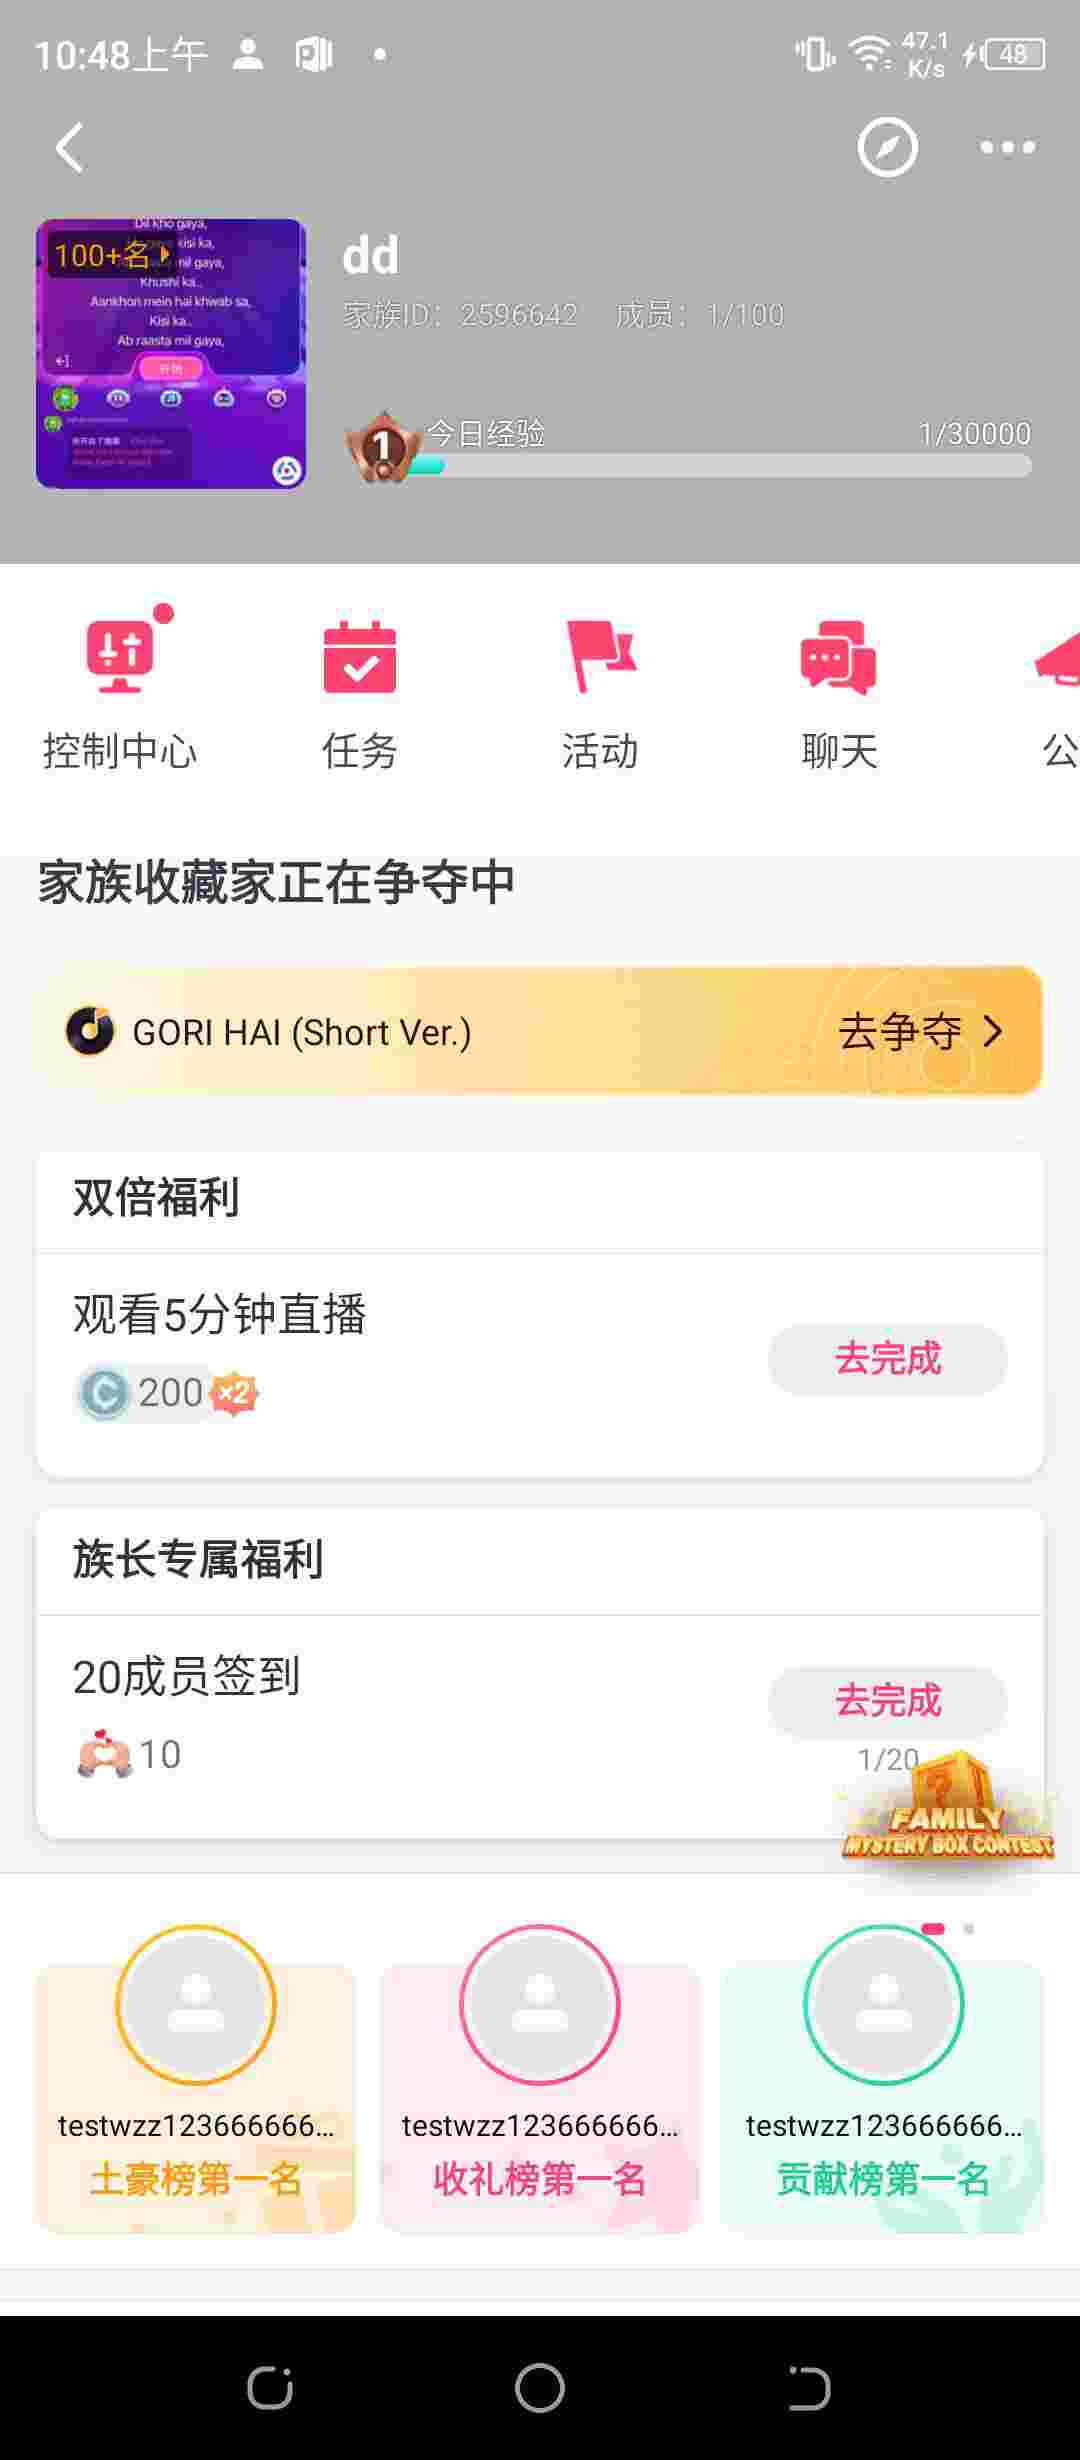 10:48上午
47.1
K/s
48
Dil kho gaya,
kisi ka,
100+名
mil gaya,
Khushi ka..
Aankhon mein hai khwab sa,
Kisi ka..
Ab raasta mil gaya,
开始
dd
家族ID：2596642 成员：1/100
1
今日经验
1/30000
控制中心
任务
活动
聊天
公
家族收藏家正在争夺中
GORI HAI (Short Ver.)
去争夺
双倍福利
观看5分钟直播
200
×2
去完成
族长专属福利
20成员签到
10
去完成
1/20
FAMILY
MYSTERY BOX CONTEST
testwzz123666666...
土豪榜第一名
testwzz123666666...
收礼榜第一名
testwzz123666666...
贡献榜第一名